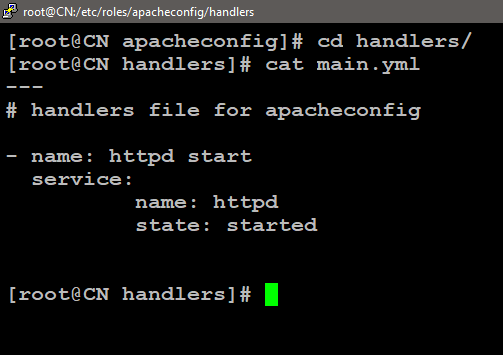 root@CN:/etc/roles/apacheconfig/handlers
[root@CN apacheconfig]# cd handlers/
[root@CN handlers]# cat main.yml
---
# handlers file for apacheconfig
- name: httpd start
  service:
          name: httpd
          state: started
[root@CN handlers]#